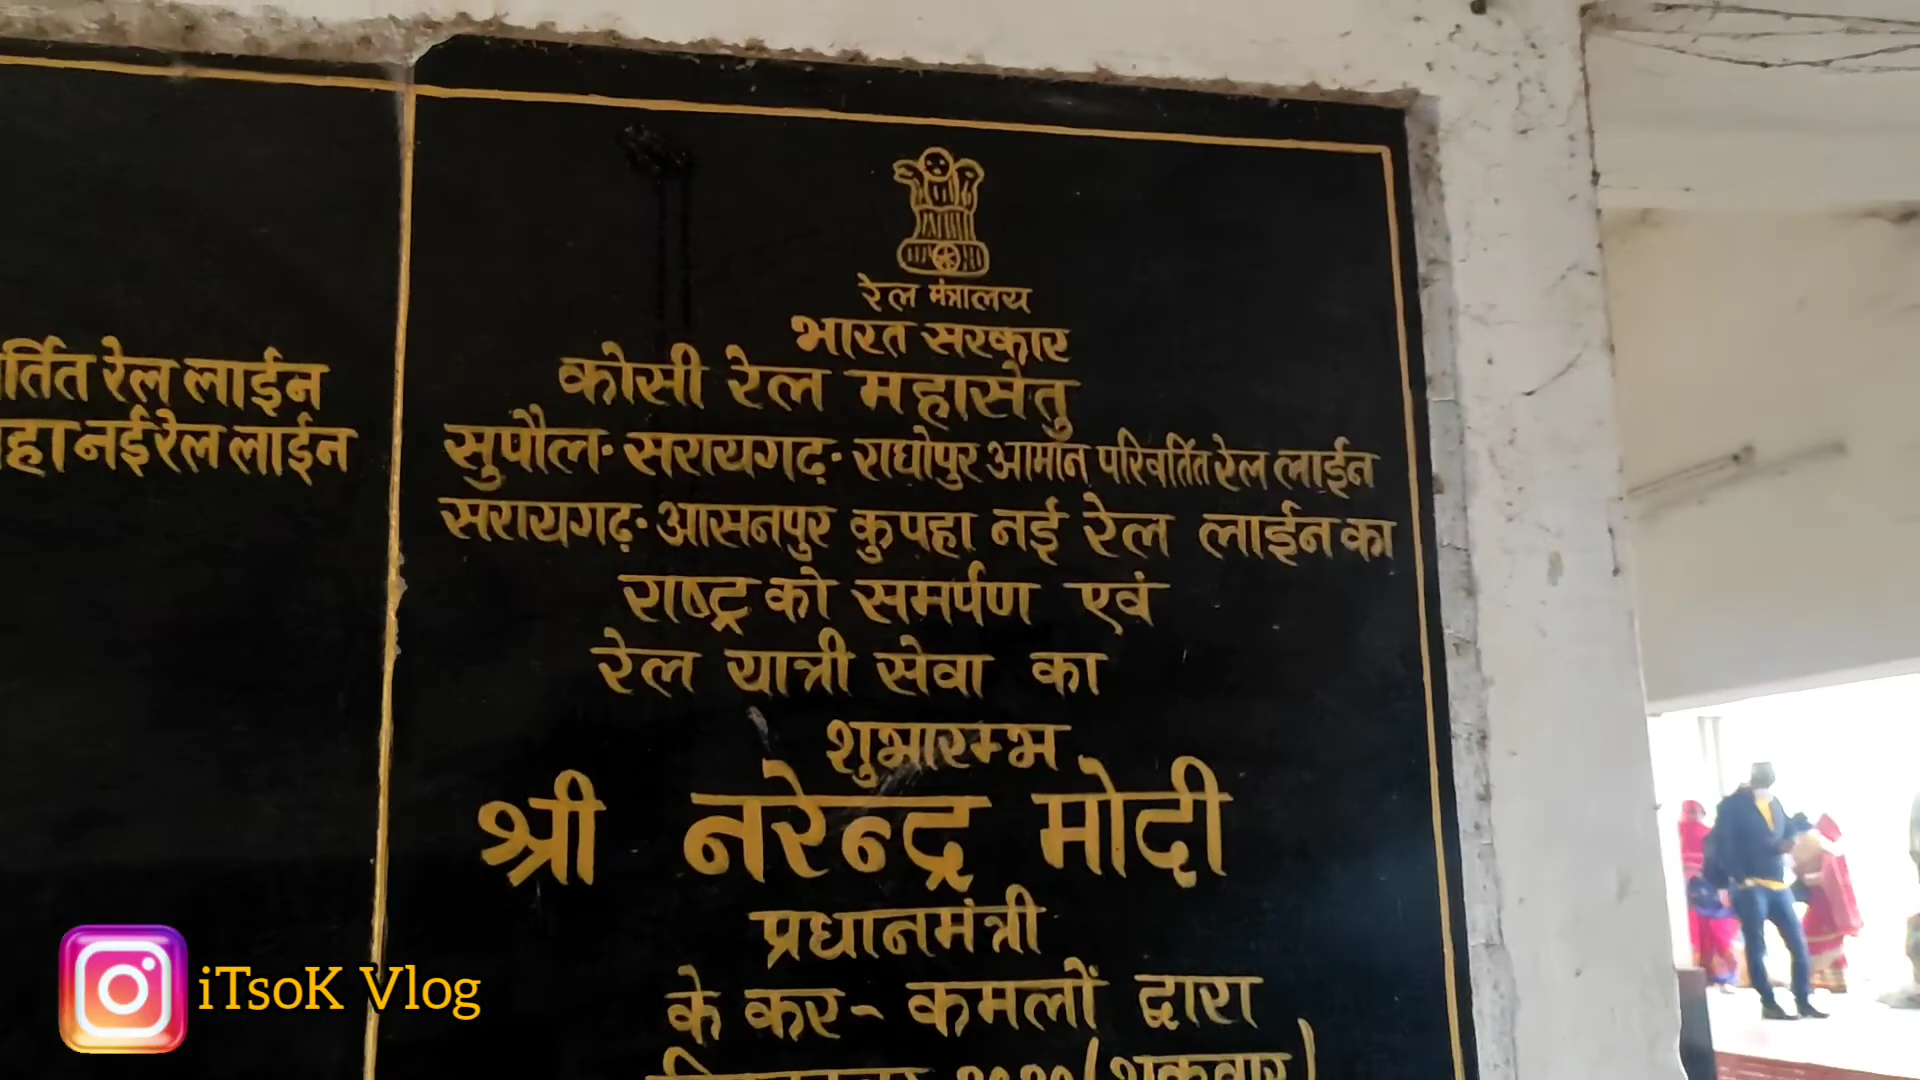 रेल लाईन
नई रेल लाईन
रेल मंत्रालय
भारत सरकार
कोसी रेल महासेतु
सुपौल- सरायगढ़- राघोपुर आमान परिवर्तित रेल लाईन
सरायगढ़- आसनपुर कुपहा नई रेल लाईन का
राष्ट्र को समर्पण एवं
रेल यात्री सेवा का
शुभारम्भ
श्री नरेन्द्र मोदी
प्रधानमंत्री
के कर- कमलों द्वारा
iTsoK Vlog